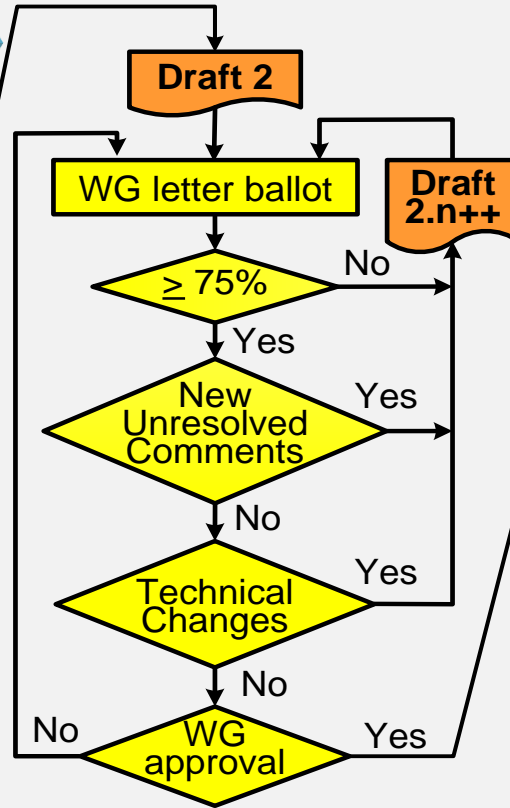 Draft 2
WG letter ballot
Draft
2.n++
≥ 75%
No
Yes
New
Unresolved
Comments
Yes
No
Technical
Changes
Yes
No
No
WG
approval
Yes